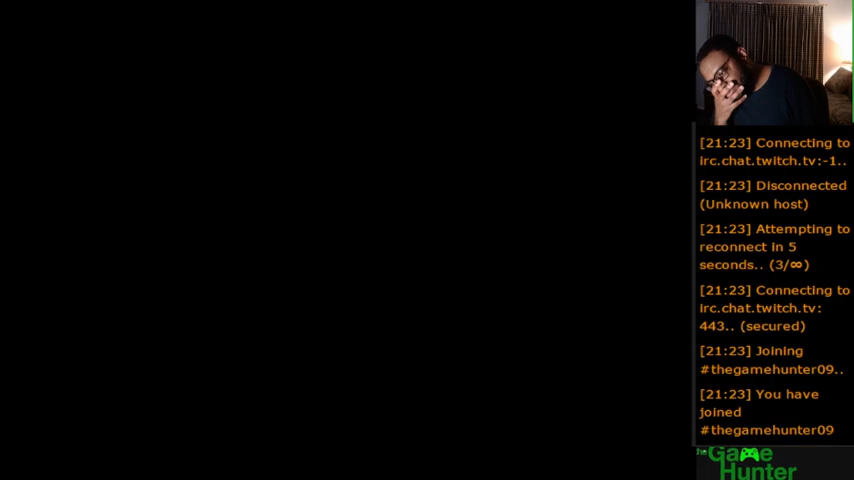 [21:23] Connecting to
irc.chat.twitch.tv:-1..
[21:23] Disconnected
(Unknown host)
[21:23] Attempting to
reconnect in 5
seconds.. (3/∞)
[21:23] Connecting to
irc.chat.twitch.tv:
443.. (secured)
[21:23] Joining
#thegamehunter09..
[21:23] You have
joined
#thegamehunter09
the Game
Hunter